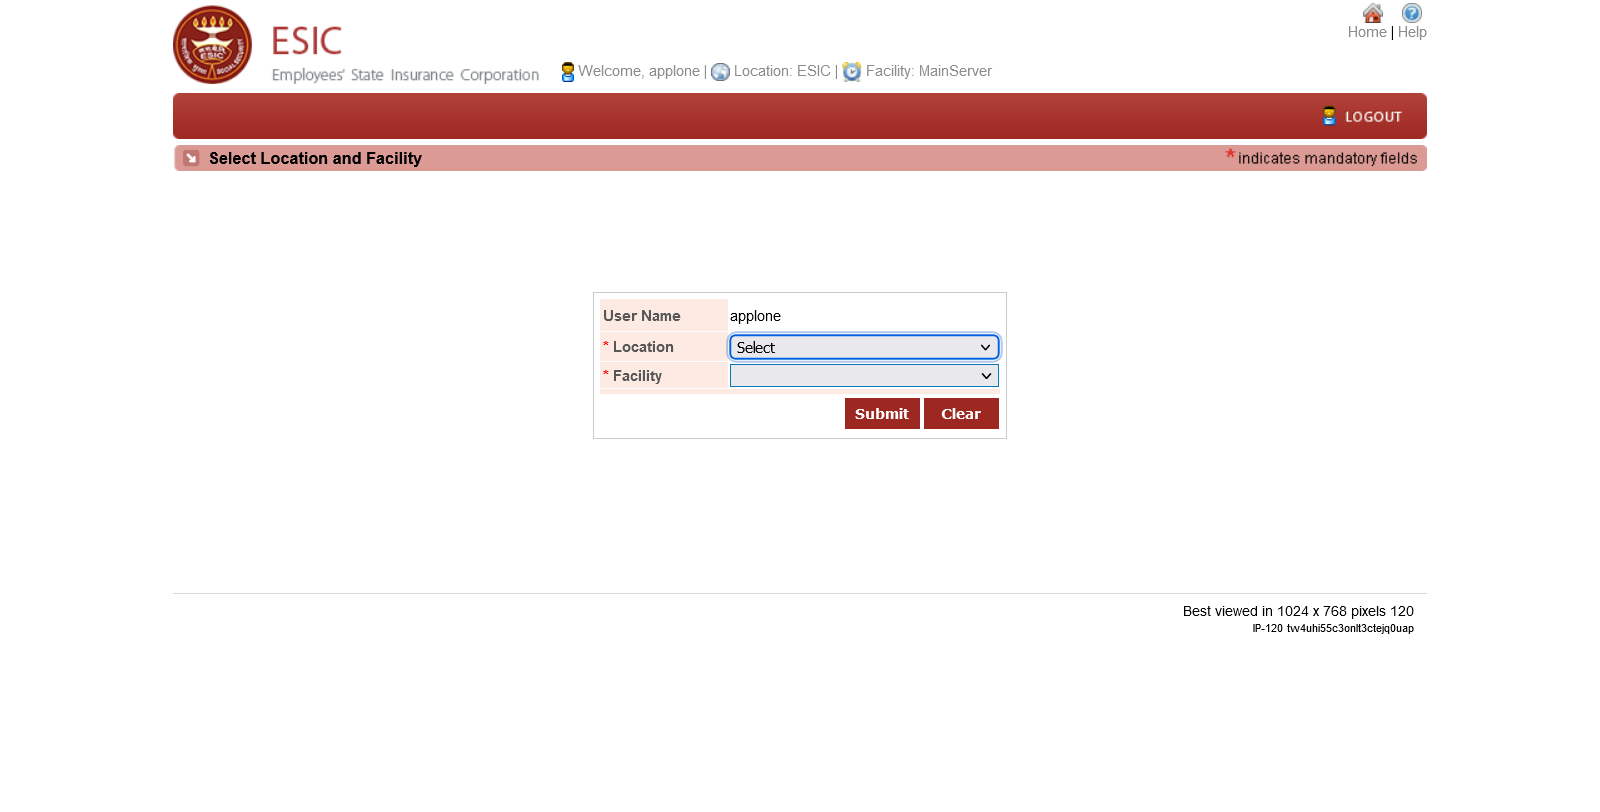 Home | Help
ESIC
Employees' State Insurance Corporation
Welcome, applone | Location: ESIC | Facility: MainServer
LOGOUT
Select Location and Facility
*indicates mandatory fields
User Name applone
* Location Select
* Facility
Submit Clear
Best viewed in 1024 x 768 pixels 120
IP-120 tw4uhi55c3onlt3ctejq0uap